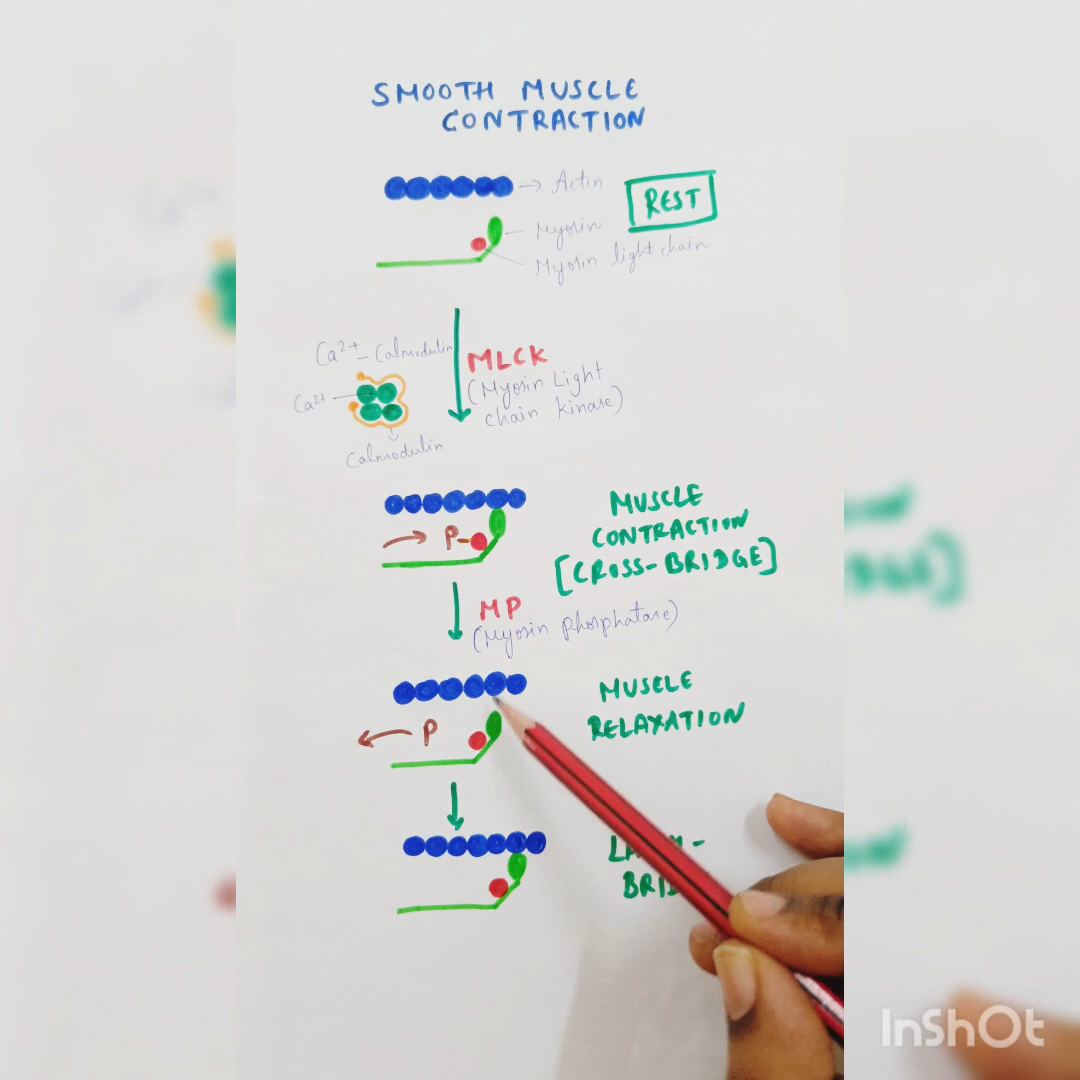 SMOOTH MUSCLE
CONTRACTION
→ Actin
REST
Myosin
Myosin light chain
Ca2+ - Calmodulin
MLCK
(Myosin Light
chain kinase)
Ca2+
Calmodulin
MUSCLE
CONTRACTION
[CROSS-BRIDGE]
P-
MP
(Myosin phosphatase)
MUSCLE
RELAXATION
P
InShOt